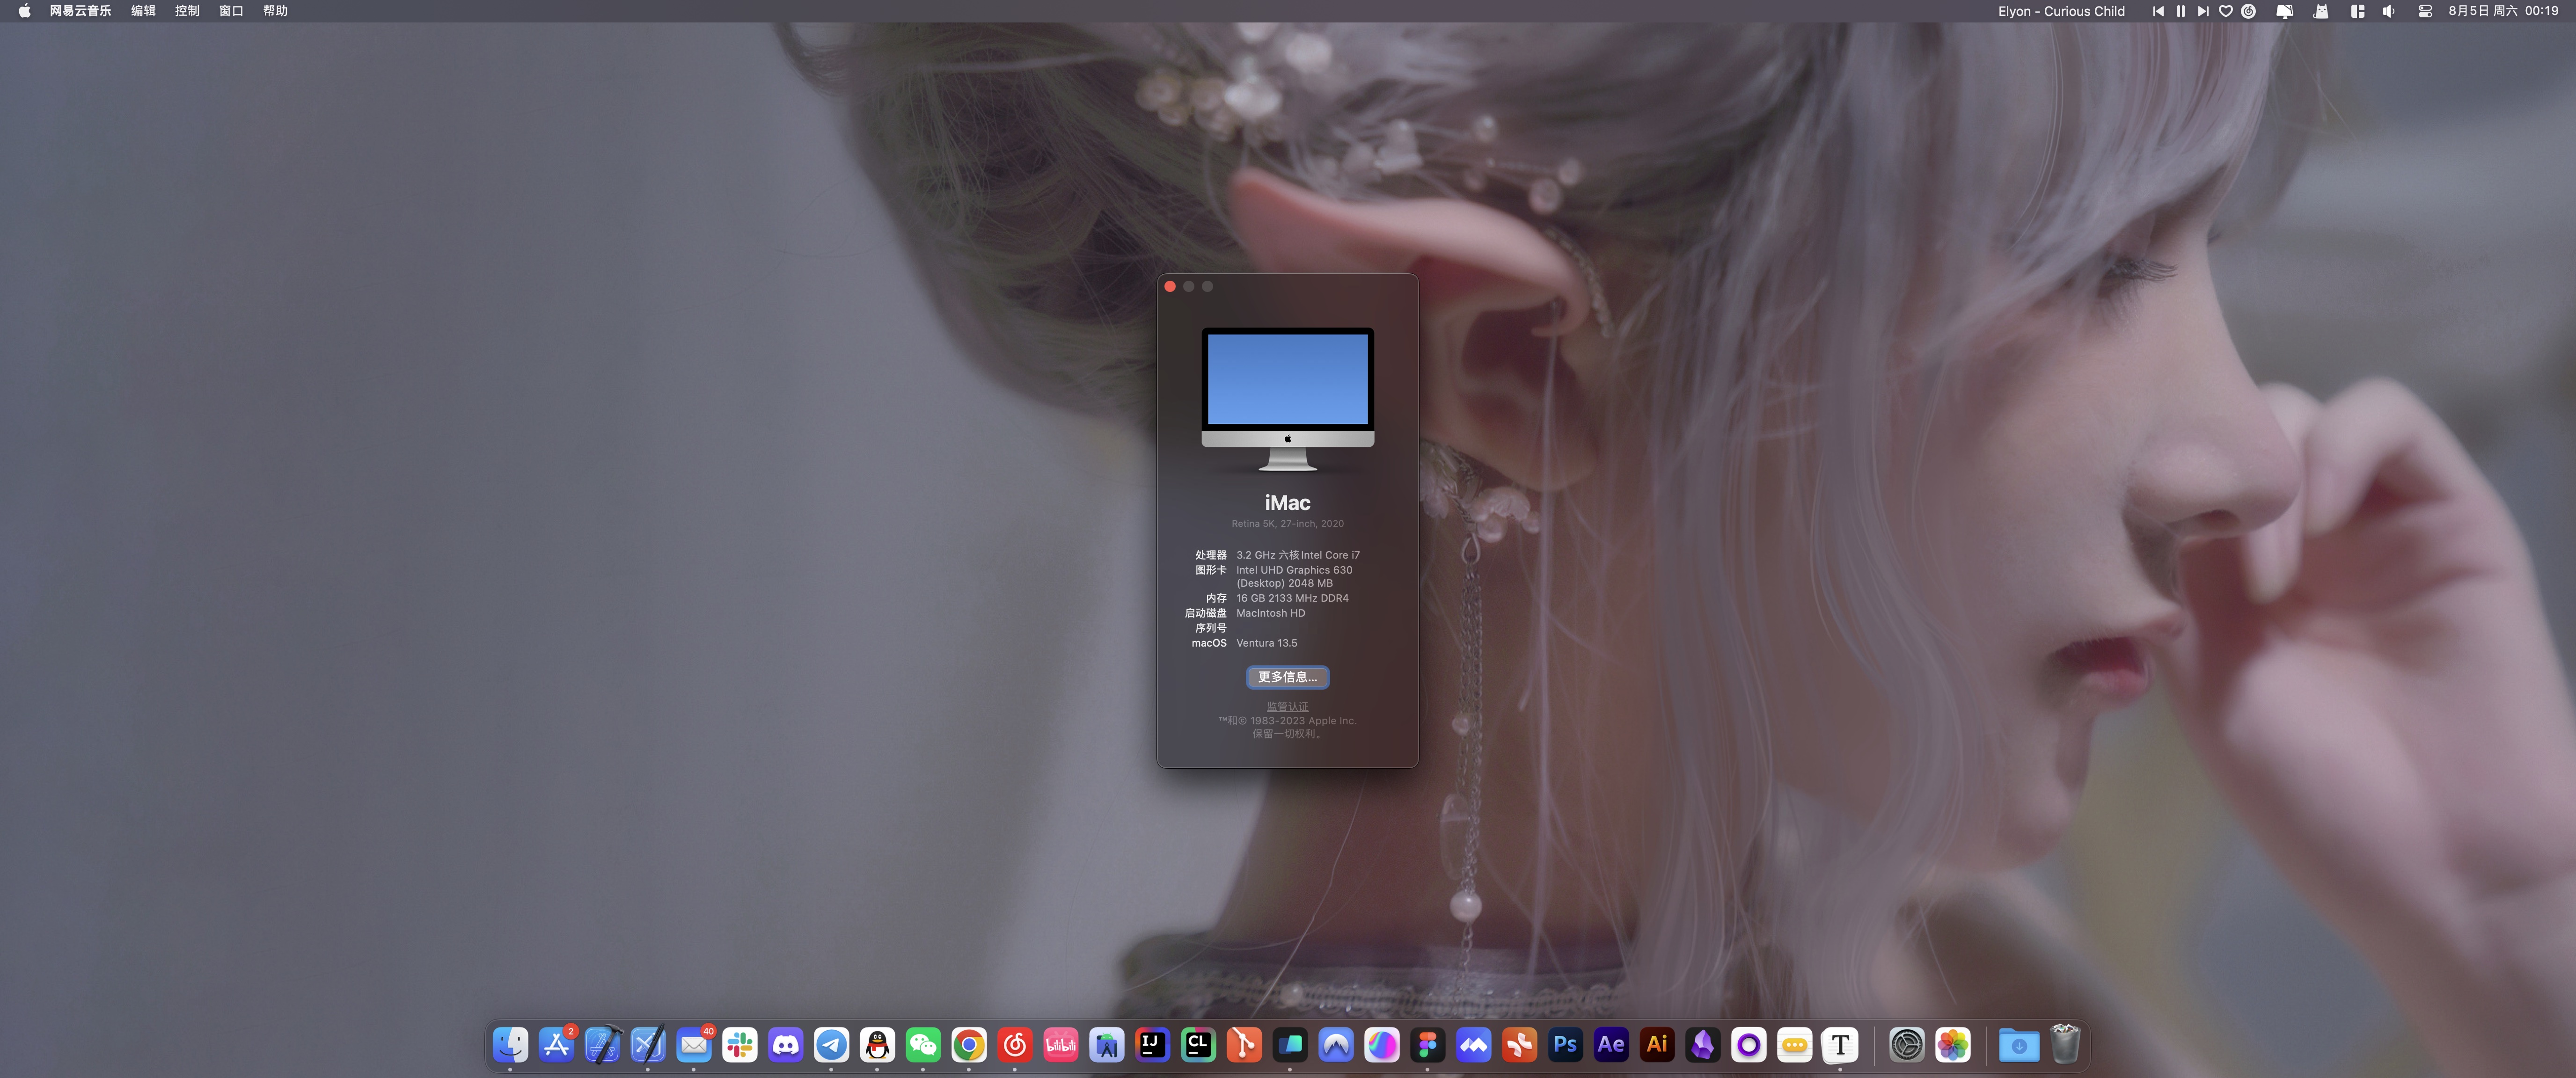 网易云音乐 编辑 控制 窗口 帮助 Elyon - Curious Child 8月5日 周六 00:19
iMac
Retina 5K, 27-inch, 2020
处理器 3.2 GHz 六核Intel Core i7
图形卡 Intel UHD Graphics 630
(Desktop) 2048 MB
内存 16 GB 2133 MHz DDR4
启动磁盘 MacIntosh HD
序列号
macOS Ventura 13.5
更多信息...
监管认证
™和© 1983-2023 Apple Inc.
保留一切权利。
2 40 bilibili IJ CL Ps Ae Ai T